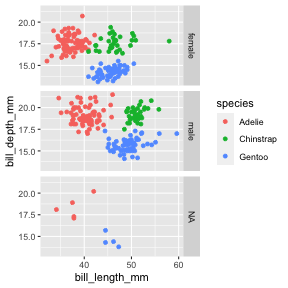 20.0
17.5
15.0
female
20.0
17.5
15.0
male
20.0
17.5
15.0
NA
40
50
60
bill_length_mm
bill_depth_mm
species
Adelie
Chinstrap
Gentoo